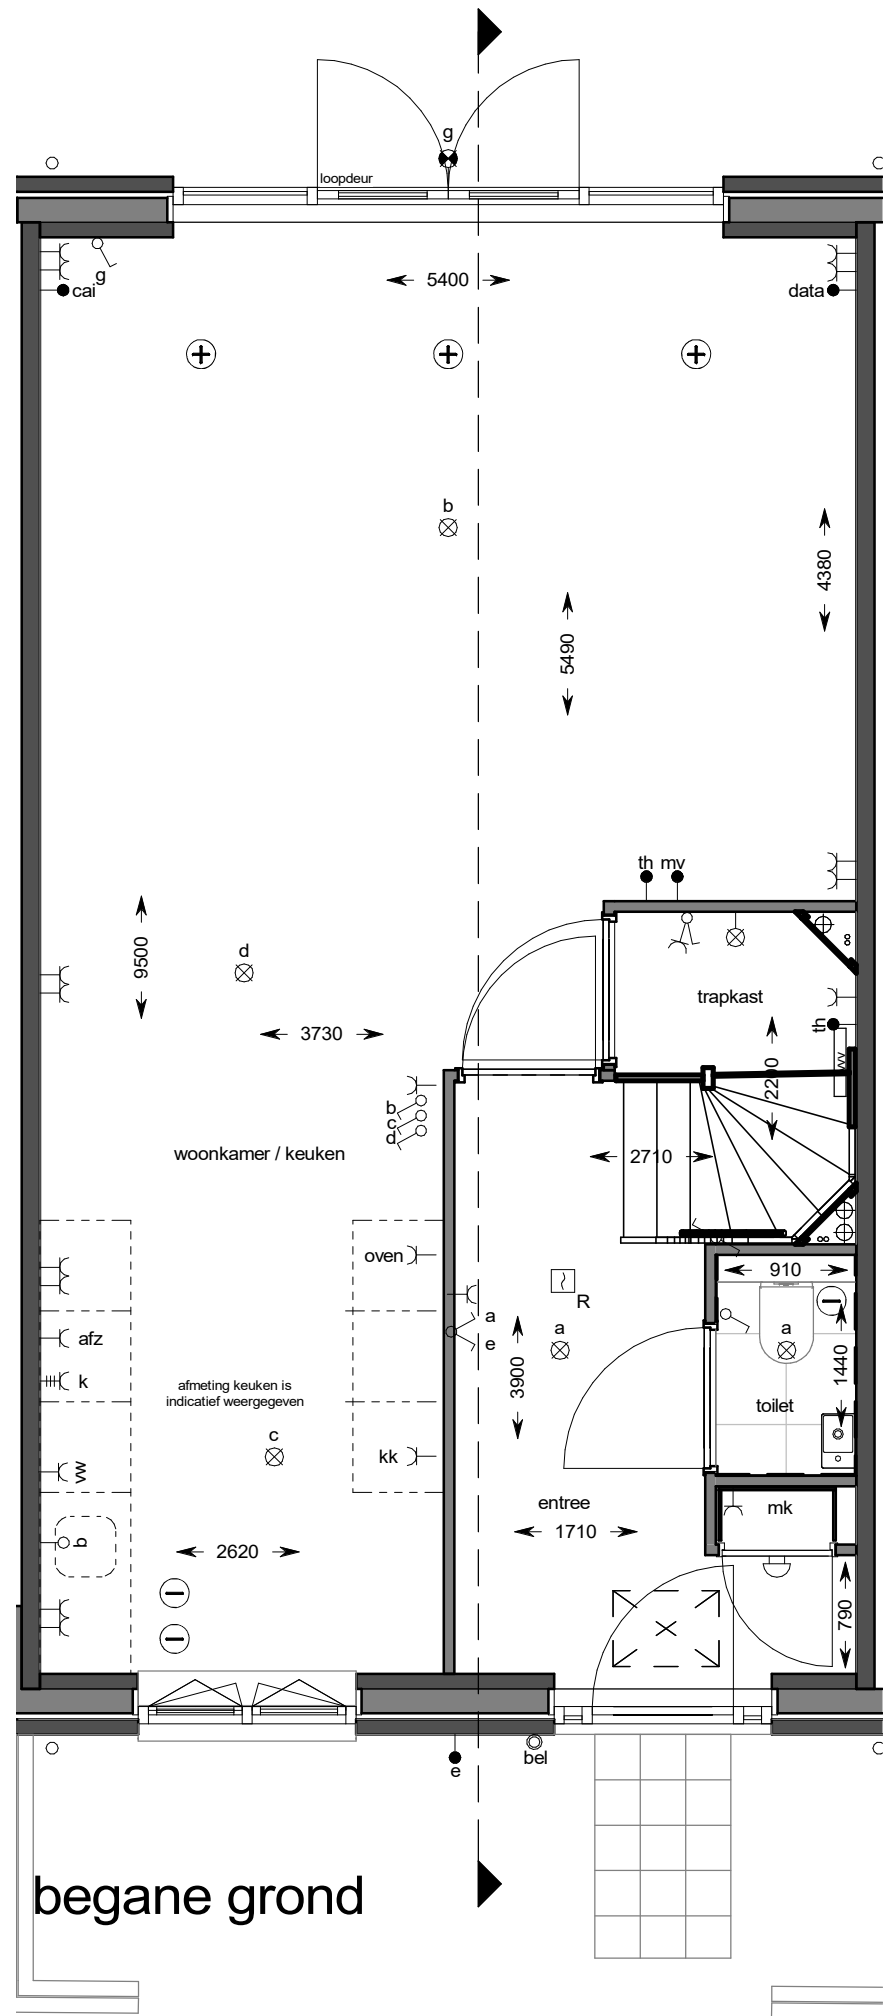 g
loopdeur
g
5400
cai
data
b
4380
5490
th mv
9500
d
trapkast
3730
th
2200
wv
b
c
d
woonkamer / keuken
2710
oven
910
R
a
e
a
a
afz
3900
1440
k
afmeting keuken is
indicatief weergegeven
toilet
c
kk
vw
entree
mk
1710
b
2620
790
e
bel
begane grond